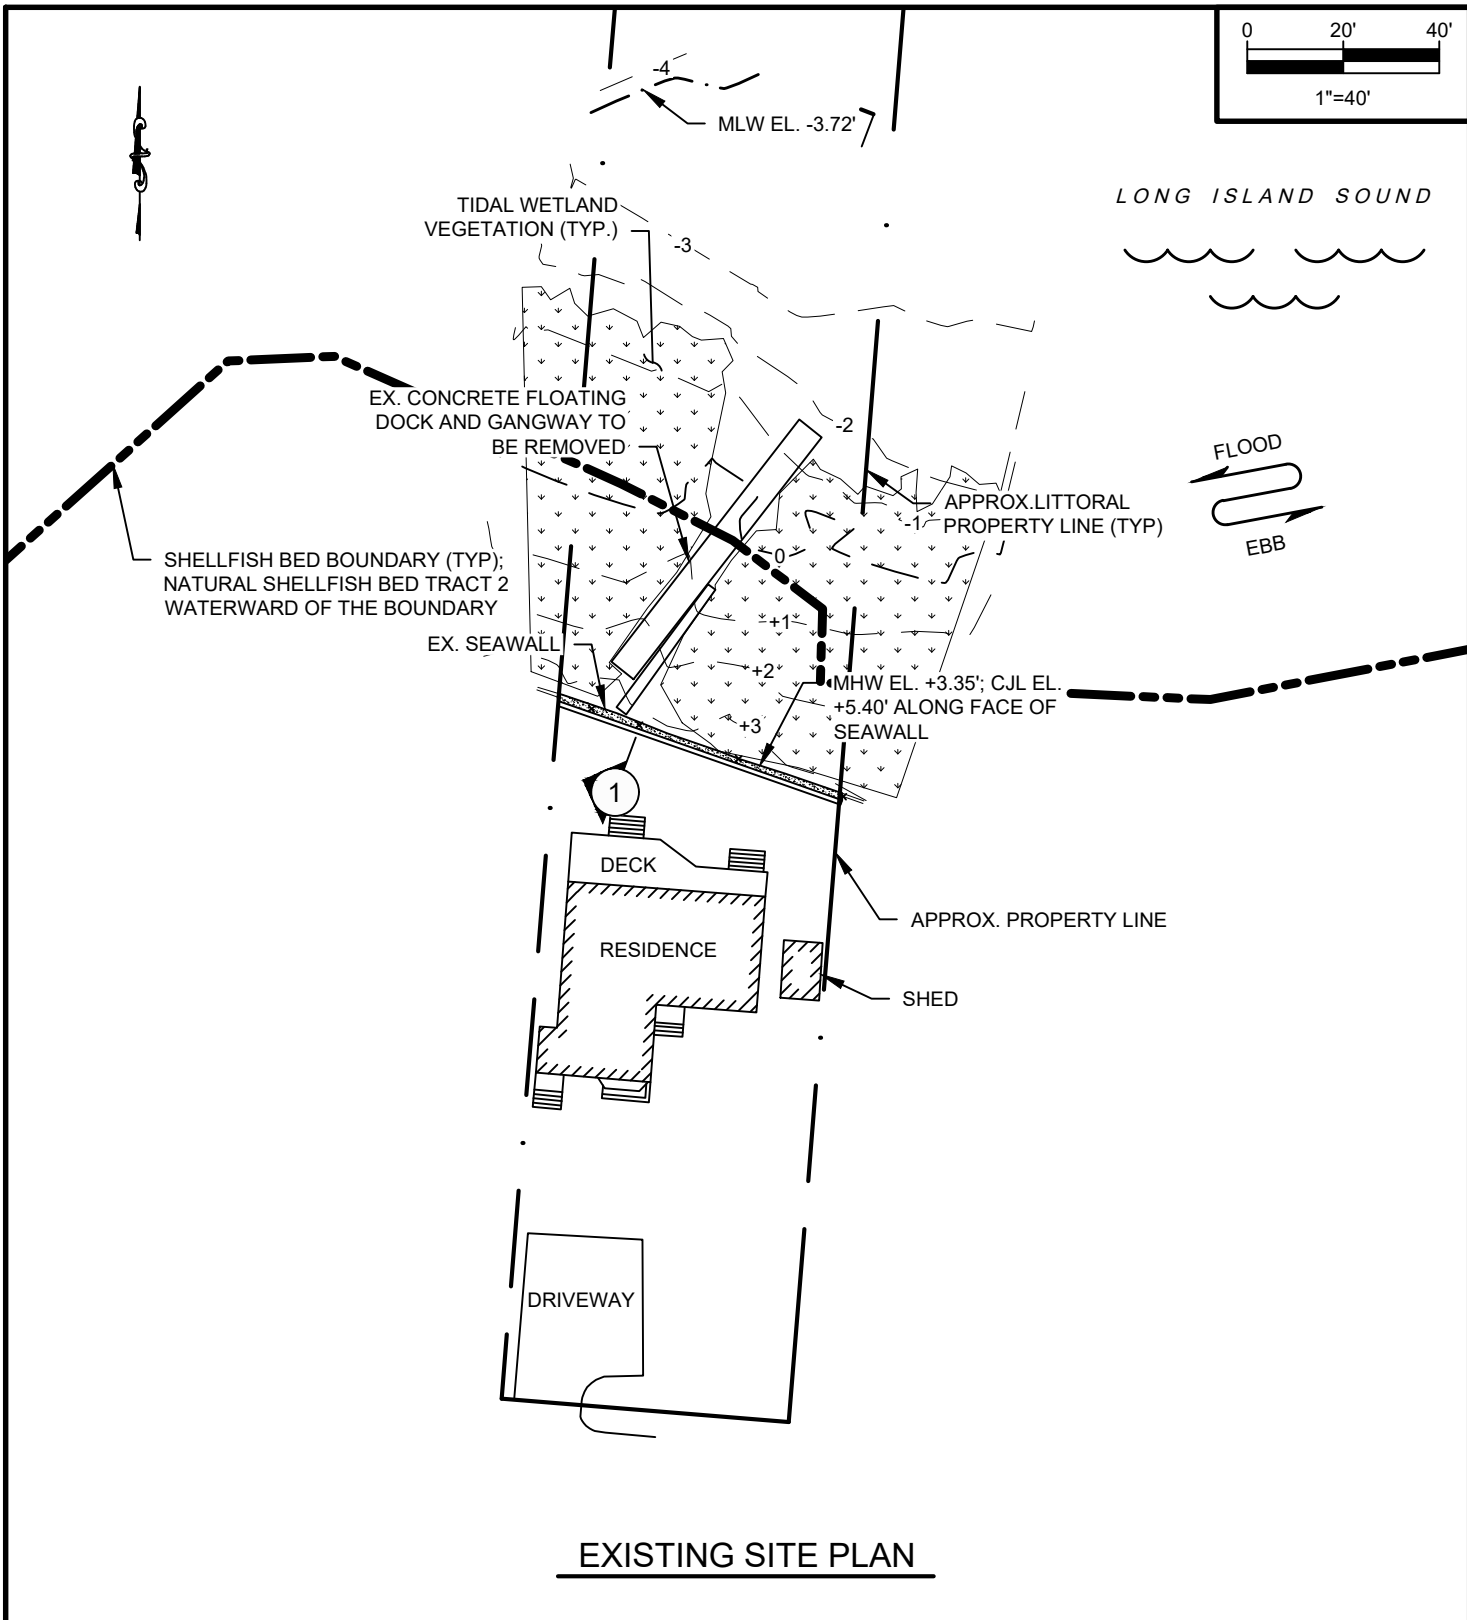 0 20' 40'
1"=40'
-4
MLW EL. -3.72'
LONG ISLAND SOUND
TIDAL WETLAND
VEGETATION (TYP.)
-3
EX. CONCRETE FLOATING
DOCK AND GANGWAY TO
BE REMOVED
-2
FLOOD
EBB
APPROX.LITTORAL
PROPERTY LINE (TYP)
-1
0
SHELLFISH BED BOUNDARY (TYP);
NATURAL SHELLFISH BED TRACT 2
WATERWARD OF THE BOUNDARY
+1
EX. SEAWALL
+2
MHW EL. +3.35'; CJL EL.
+5.40' ALONG FACE OF
SEAWALL
+3
1
DECK
RESIDENCE
APPROX. PROPERTY LINE
SHED
DRIVEWAY
EXISTING SITE PLAN